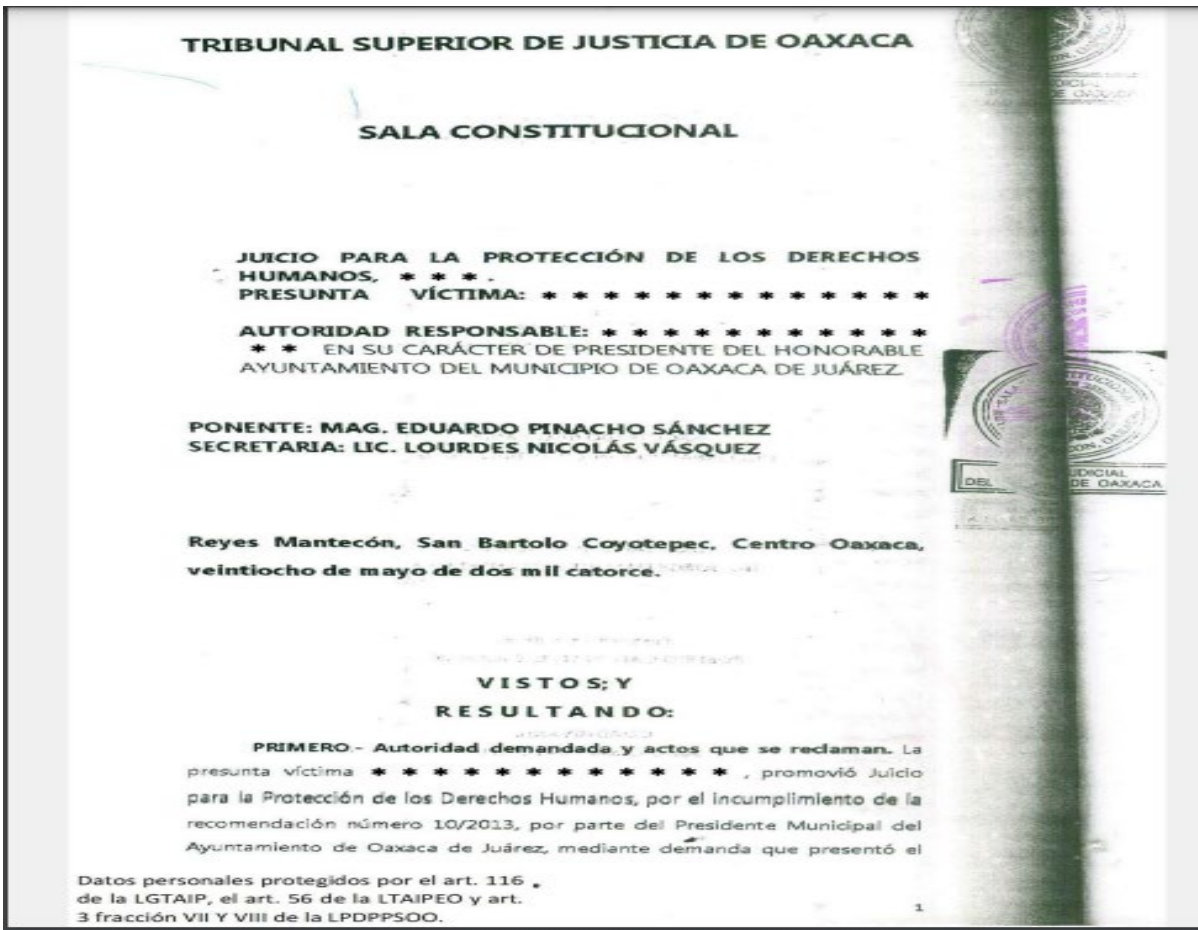 TRIBUNAL SUPERIOR DE JUSTICIA DE OAXACA
SALA CONSTITUCIONAL
JUICIO PARA LA PROTECCIÓN DE LOS DERECHOS
HUMANOS, * * * .
PRESUNTA VÍCTIMA: * * * * * * * * * * * * * *
AUTORIDAD RESPONSABLE: * * * * * * * * * * *
* * EN SU CARÁCTER DE PRESIDENTE DEL HONORABLE
AYUNTAMIENTO DEL MUNICIPIO DE OAXACA DE JUÁREZ.
PONENTE: MAG. EDUARDO PINACHO SÁNCHEZ
SECRETARIA: LIC. LOURDES NICOLÁS VÁSQUEZ
DEL UDICIAL
DE OAXACA
Reyes Mantecón, San Bartolo Coyotepec, Centro Oaxaca,
veintiocho de mayo de dos mil catorce.
V I S T O S; Y
R E S U L T A N D O:
PRIMERO.- Autoridad demandada y actos que se reclaman. La
presunta víctima * * * * * * * * * * * * * , promovió Juicio
para la Protección de los Derechos Humanos, por el incumplimiento de la
recomendación número 10/2013, por parte del Presidente Municipal del
Ayuntamiento de Oaxaca de Juárez, mediante demanda que presentó el
Datos personales protegidos por el art. 116
de la LGTAIP, el art. 56 de la LTAIPEO y art.
3 fracción VII Y VIII de la LPDPPSOO.
1